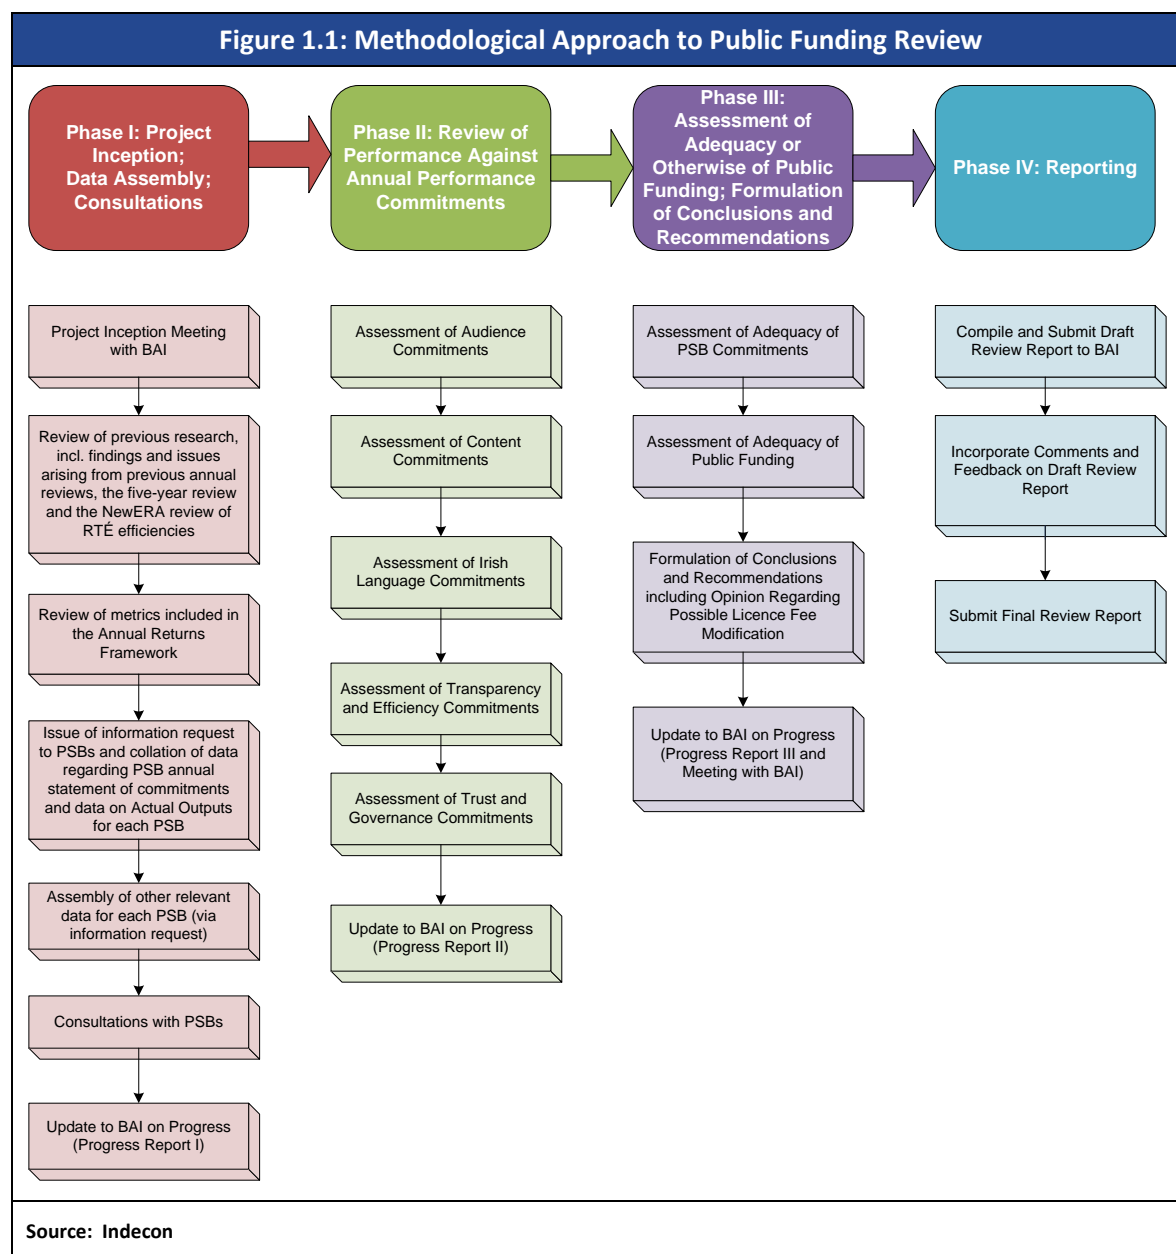 Figure 1.1: Methodological Approach to Public Funding Review
Phase I: Project
Inception;
Data Assembly;
Consultations
Phase II: Review of
Performance Against
Annual Performance
Commitments
Phase III:
Assessment of
Adequacy or
Otherwise of Public
Funding; Formulation
of Conclusions and
Recommendations
Phase IV: Reporting
Project Inception Meeting
with BAI
Review of previous research,
incl. findings and issues
arising from previous annual
reviews, the five-year review
and the NewERA review of
RTÉ efficiencies
Review of metrics included in
the Annual Returns
Framework
Issue of information request
to PSBs and collation of data
regarding PSB annual
statement of commitments
and data on Actual Outputs
for each PSB
Assembly of other relevant
data for each PSB (via
information request)
Consultations with PSBs
Update to BAI on Progress
(Progress Report I)
Assessment of Audience
Commitments
Assessment of Content
Commitments
Assessment of Irish
Language Commitments
Assessment of Transparency
and Efficiency Commitments
Assessment of Trust and
Governance Commitments
Update to BAI on Progress
(Progress Report II)
Assessment of Adequacy of
PSB Commitments
Assessment of Adequacy of
Public Funding
Formulation of Conclusions
and Recommendations
including Opinion Regarding
Possible Licence Fee
Modification
Update to BAI on Progress
(Progress Report III and
Meeting with BAI)
Compile and Submit Draft
Review Report to BAI
Incorporate Comments and
Feedback on Draft Review
Report
Submit Final Review Report
Source: Indecon